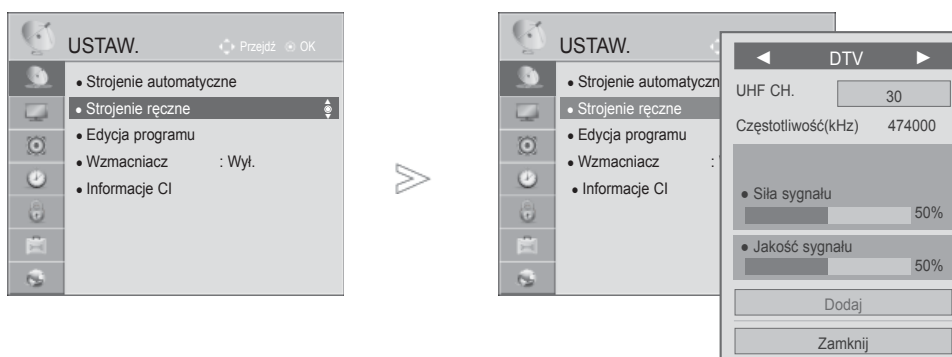 USTAW.
Przejdź OK
• Strojenie automatyczne
• Strojenie ręczne
• Edycja programu
• Wzmacniacz : Wył.
• Informacje CI
USTAW.
• Strojenie automatyczn
• Strojenie ręczne
• Edycja programu
• Wzmacniacz :
• Informacje CI
◄ DTV ►
UHF CH. 30
Częstotliwość(kHz) 474000
• Siła sygnału
50%
• Jakość sygnału
50%
Dodaj
Zamknij